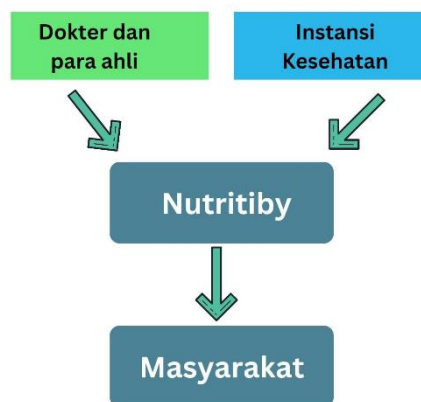 Dokter dan
para ahli
Instansi
Kesehatan
Nutritiby
Masyarakat